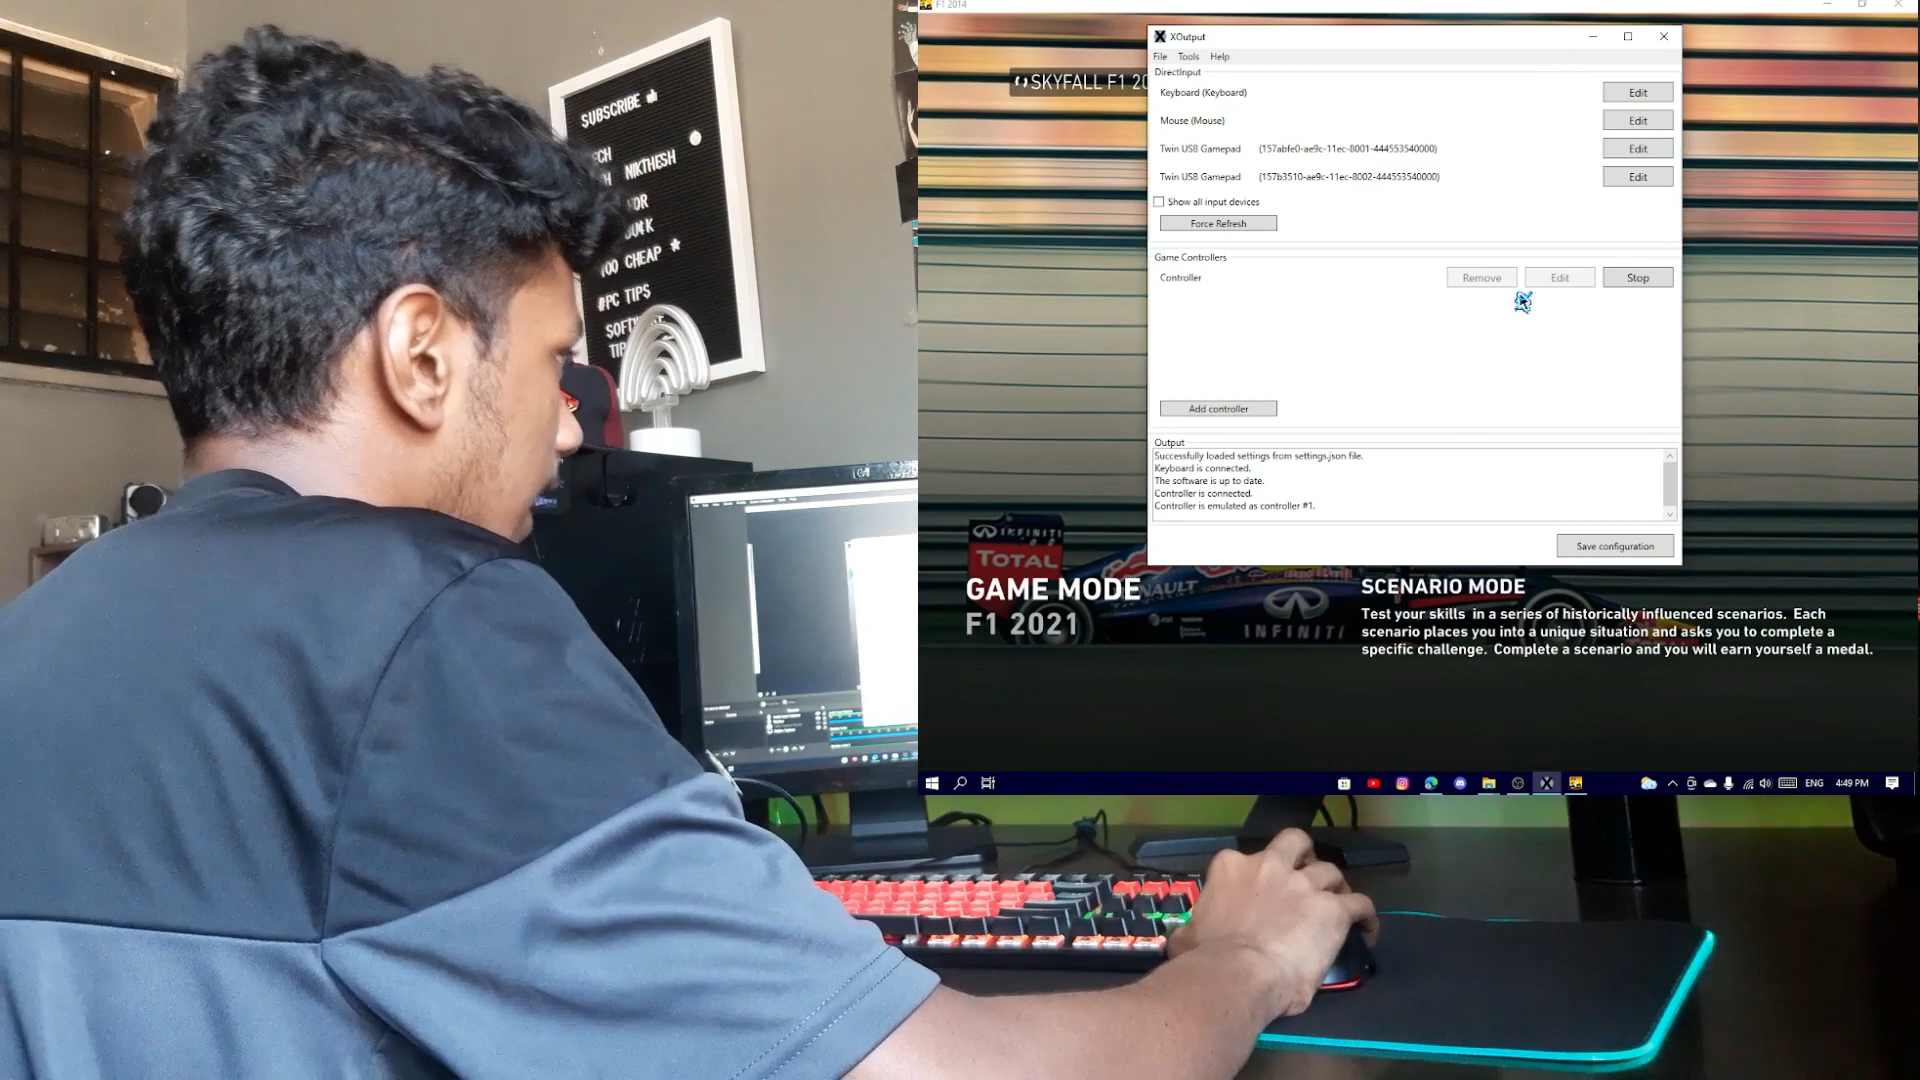 SUBSCRIBE
NIKTHESH
TOO CHEAP
#PC TIPS
F1 2014
SKYFALL F1 20
XOutput
File Tools Help
DirectInput
Keyboard (Keyboard) Edit
Mouse (Mouse) Edit
Twin USB Gamepad (157abfe0-ae9c-11ec-8001-444553540000) Edit
Twin USB Gamepad (157b3510-ae9c-11ec-8002-444553540000) Edit
Show all input devices
Force Refresh
Game Controllers
Controller Remove Edit Stop
Add controller
Output
Successfully loaded settings from settings.json file.
Keyboard is connected.
The software is up to date.
Controller is connected.
Controller is emulated as controller #1.
Save configuration
INFINITI
TOTAL
INFINITI
GAME MODE
F1 2021
SCENARIO MODE
Test your skills in a series of historically influenced scenarios. Each
scenario places you into a unique situation and asks you to complete a
specific challenge. Complete a scenario and you will earn yourself a medal.
ENG 4:49 PM